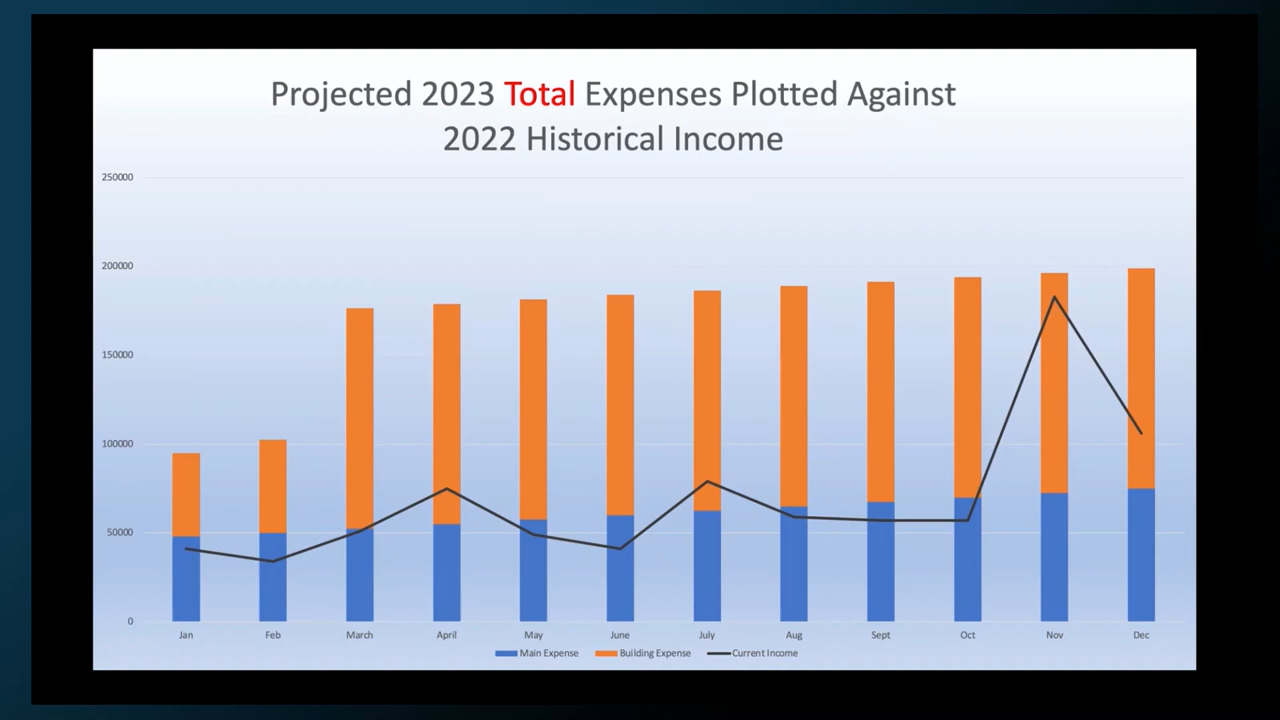 Projected 2023 Total Expenses Plotted Against
2022 Historical Income
250000
200000
150000
100000
50000
0
Jan Feb March April May June July Aug Sept Oct Nov Dec
Main Expense Building Expense Current Income